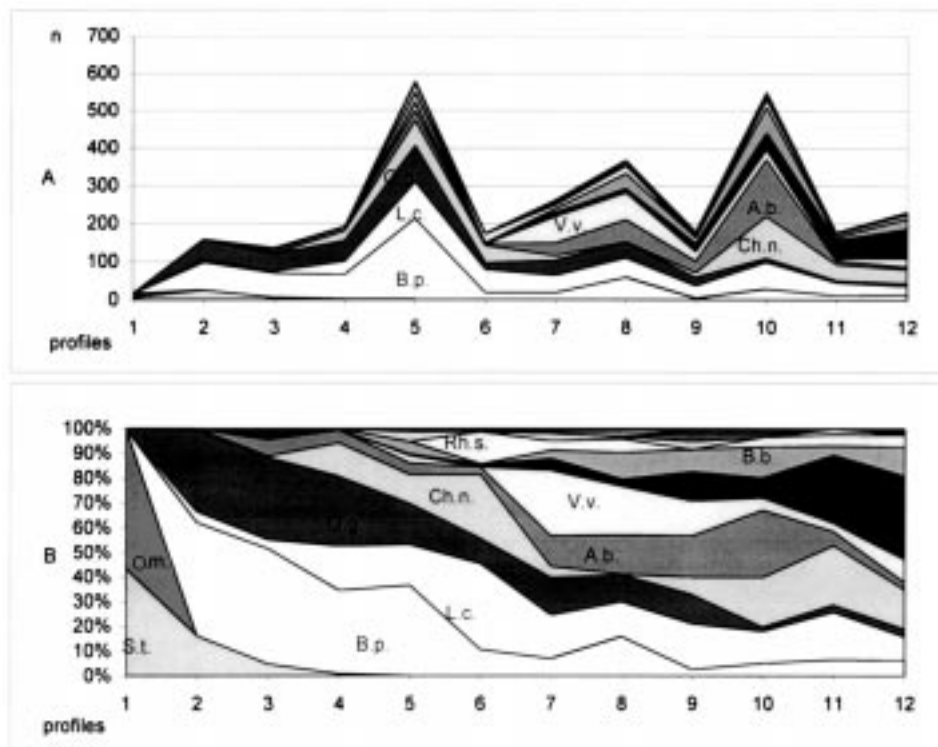 n
700
600
500
400
A
300
200
100
0
L.c.
B.p.
V.v.
A.b.
Ch.n.
1 2 3 4 5 6 7 8 9 10 11 12
profiles
100%
90%
80%
70%
60%
B 50%
40%
30%
20%
10%
0%
Rh.s.
B.b
Ch.n.
V.v.
O.m.
A.b.
L.c.
B.p.
S.t.
1 2 3 4 5 6 7 8 9 10 11 12
profiles